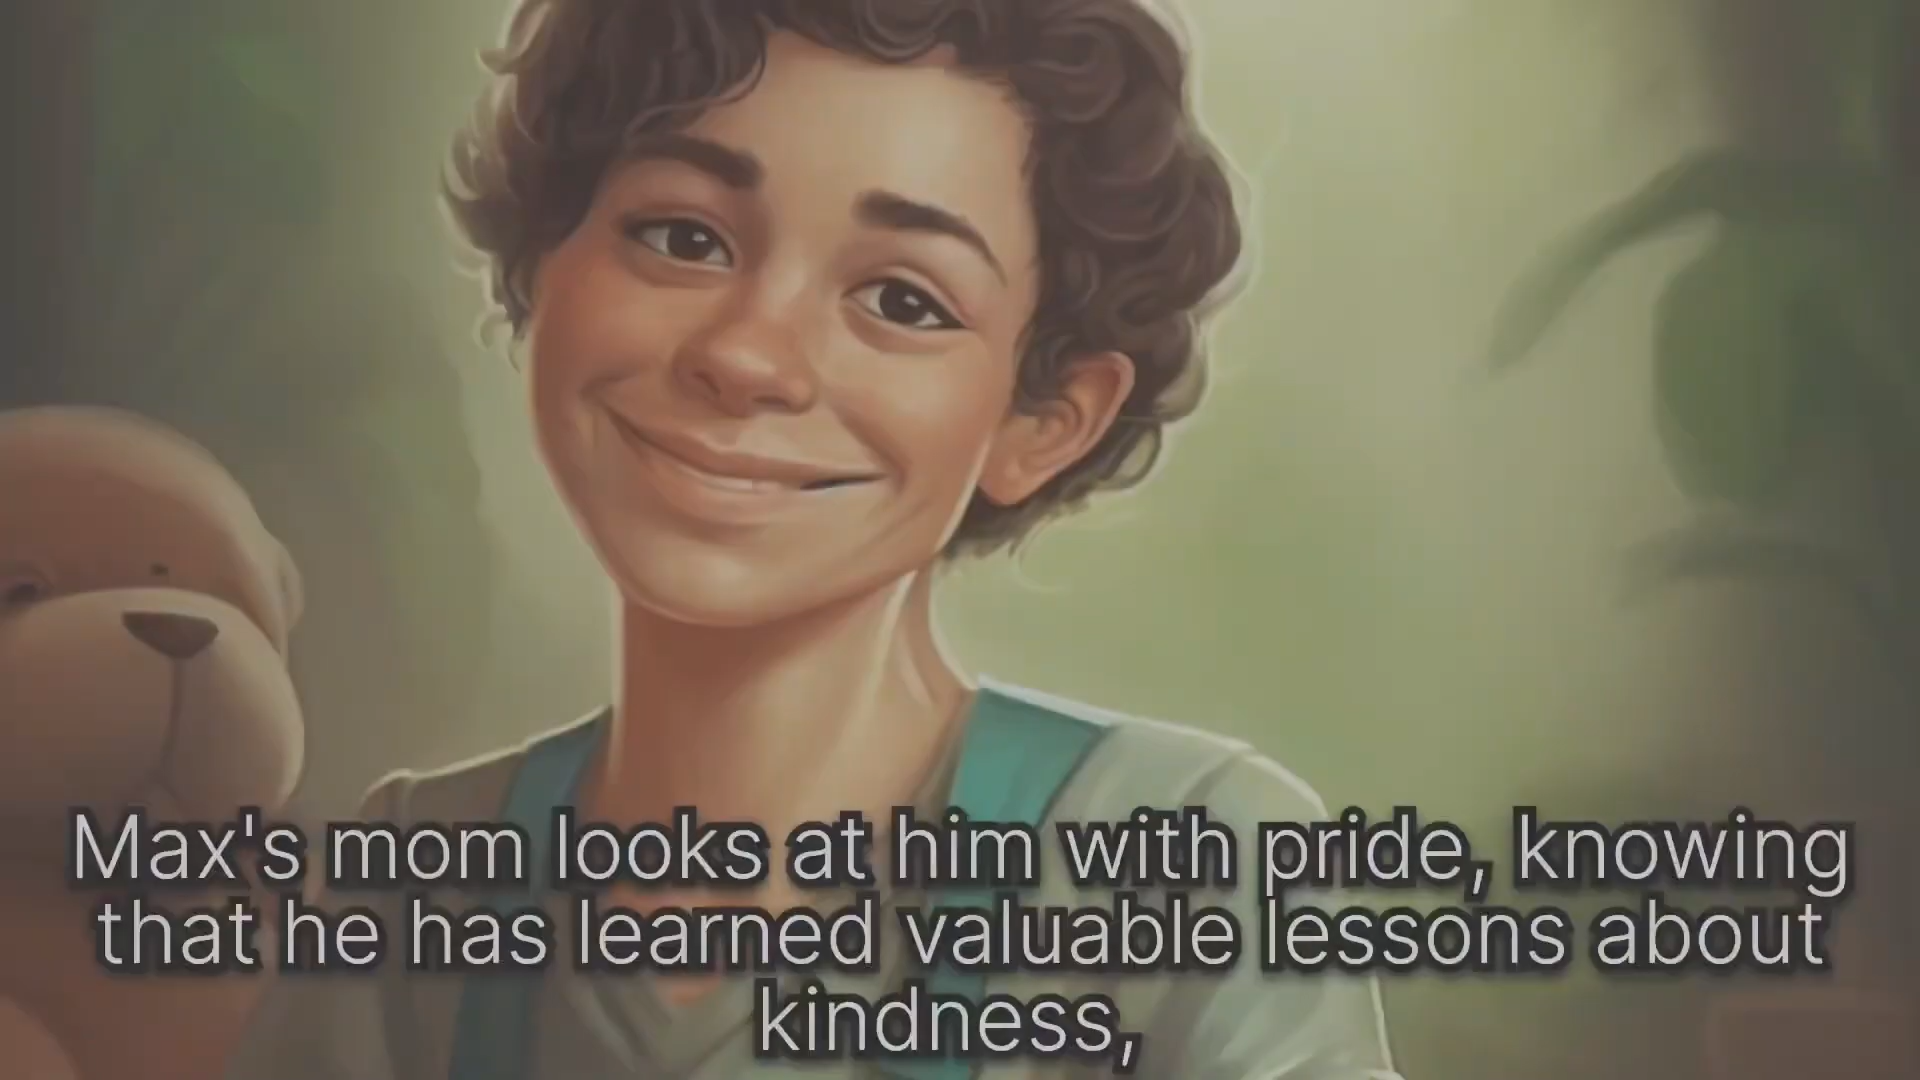 Max's mom looks at him with pride, knowing
that he has learned valuable lessons about
kindness,